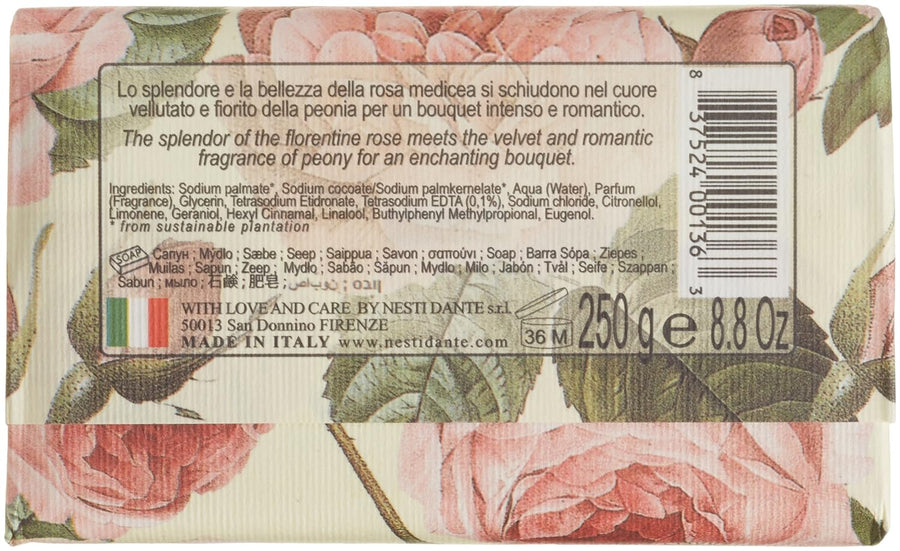 Lo splendore e la bellezza della rosa medicea si schiudono nel cuore
vellutato e fiorito della peonia per un bouquet intenso e romantico.
The splendor of the florentine rose meets the velvet and romantic
fragrance of peony for an enchanting bouquet.
Ingredients: Sodium palmate*, Sodium cocoate/Sodium palmkernelate*, Aqua (Water), Parfum
(Fragrance), Glycerin, Tetrasodium Etidronate, Tetrasodium EDTA (0,1%), Sodium chloride, Citronellol,
Limonene, Geraniol, Hexyl Cinnamal, Linalool, Buthylphenyl Methylpropional, Eugenol.
* from sustainable plantation
SOAP
Сапун ; Mýdlo ; Sæbe ; Seep ; Saippua ; Savon ; σαπούνι ; Soap ; Barra Sópa ; Ziepes ;
Muilas ; Sapun ; Zeep ; Mydło ; Sabão ; Săpun ; Mydlo ; Milo ; Jabón ; Tvål ; Seife ; Szappan ;
Sabun ; мыло ; 石鹸 ; 肥皂 ; صابون ;
WITH LOVE AND CARE BY NESTI DANTE s.r.l.
50013 San Donnino FIRENZE
MADE IN ITALY www.nestidante.com
36 M
250 g e 8.8 Oz
8 37524 00136 3